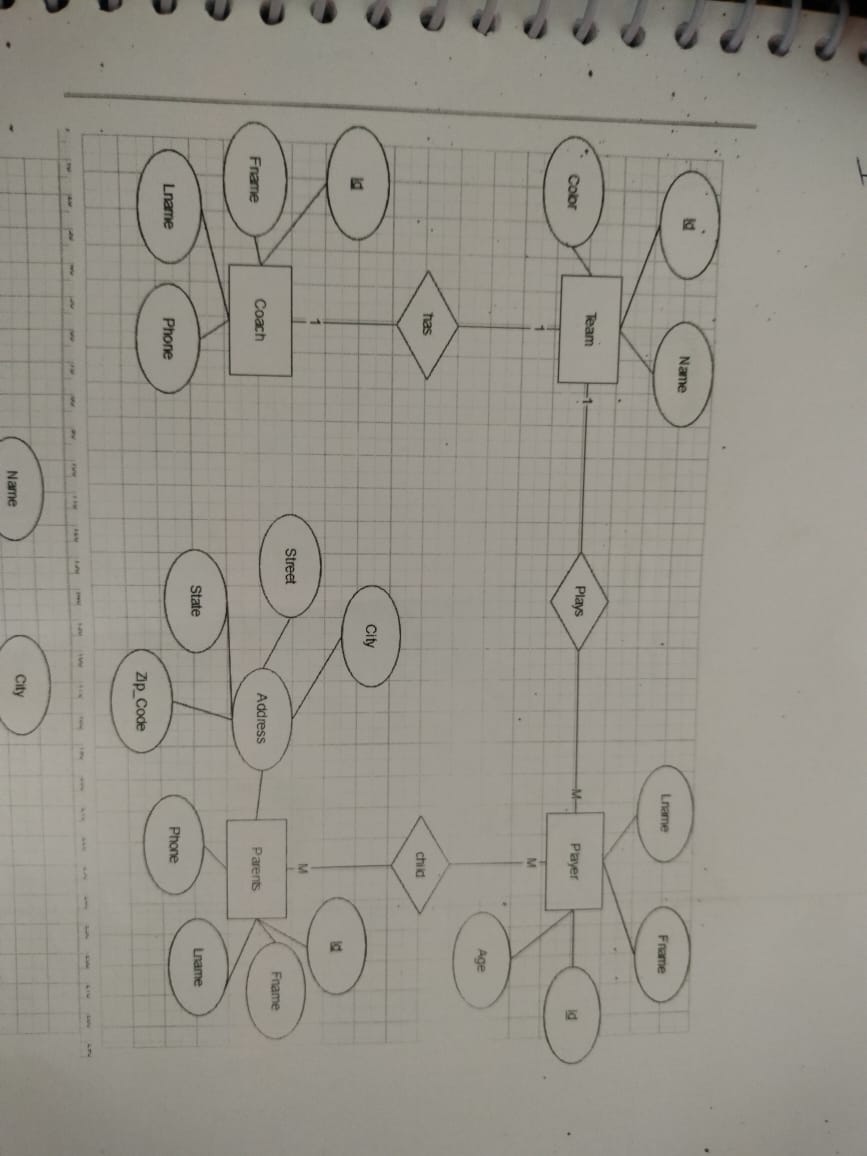 Id
Name
Color
Team
1
1
Plays
M
Player
Lname
Fname
Id
Age
has
M
child
1
Id
Fname
Coach
Lname
Phone
City
Street
State
Address
Zip_Code
M
Parents
Id
Fname
Phone
Lname
Name
City